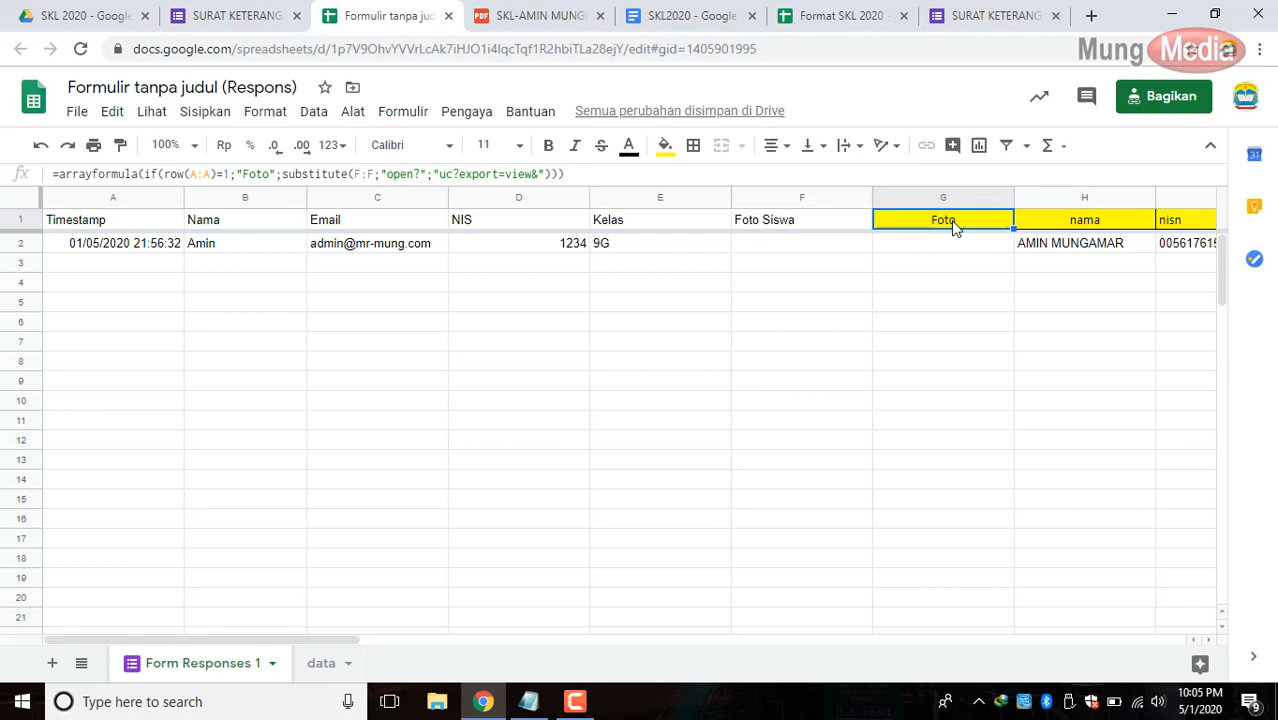 SKL-2020 - Google
SURAT KETERANG
Formulir tanpa jud
SKL-AMIN MUNG
SKL2020 - Google
Format SKL 2020 -
SURAT KETERANG
docs.google.com/spreadsheets/d/1p7V9OhvYVVrLcAk7iHJO1i4lqcTqf1R2hbiTLa28ejY/edit#gid=1405901995
Mung Media
Formulir tanpa judul (Respons)
File Edit Lihat Sisipkan Format Data Alat Formulir Pengaya Bantuan Semua perubahan disimpan di Drive
Bagikan
100% Rp % .0 .00 123 Calibri 11 B I S A
fx =arrayformula(if(row(A:A)=1;"Foto";substitute(F:F;"open?";"uc?export=view&")))
A B C D E F G H
1 Timestamp Nama Email NIS Kelas Foto Siswa Foto nama nisn
2 01/05/2020 21:56:32 Amin admin@mr-mung.com 1234 9G AMIN MUNGAMAR 005617615
3
4
5
6
7
8
9
10
11
12
13
14
15
16
17
18
19
20
21
Form Responses 1 data
31
Type here to search
10:05 PM
5/1/2020
9